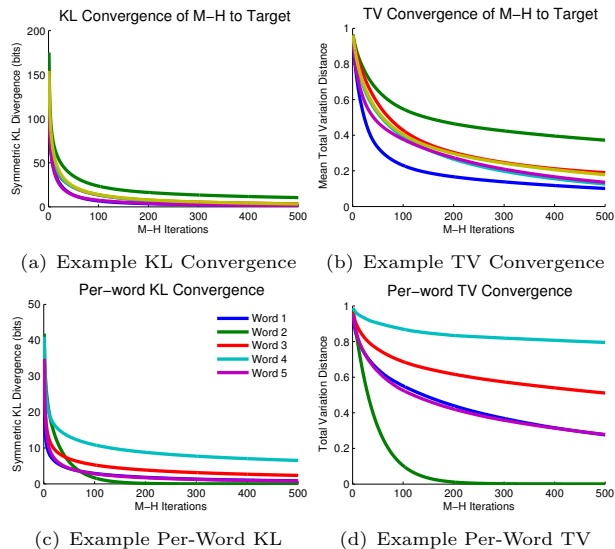 KL Convergence of M−H to Target
200
150
100
50
0
0 100 200 300 400 500
Symmetric KL Divergence (bits)
M−H Iterations
(a) Example KL Convergence
TV Convergence of M−H to Target
1
0.8
0.6
0.4
0.2
0
0 100 200 300 400 500
Mean Total Variation Distance
M−H Iterations
(b) Example TV Convergence
Per−word KL Convergence
50
40
30
20
10
0
0 100 200 300 400 500
Symmetric KL Divergence (bits)
M−H Iterations
Word 1
Word 2
Word 3
Word 4
Word 5
(c) Example Per-Word KL
Per−word TV Convergence
1
0.8
0.6
0.4
0.2
0
0 100 200 300 400 500
Total Variation Distance
M−H Iterations
(d) Example Per-Word TV